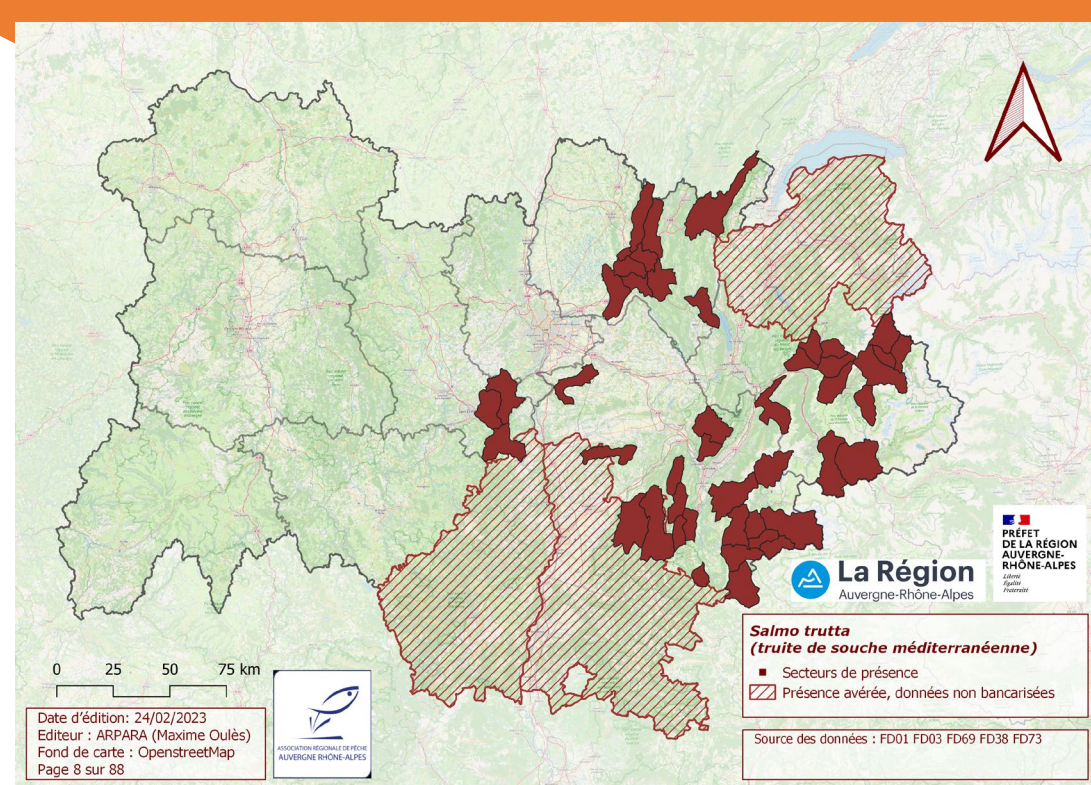 PRÉFET
DE LA RÉGION
AUVERGNE-
RHÔNE-ALPES
Liberté
Égalité
Fraternité
La Région
Auvergne-Rhône-Alpes
Salmo trutta
(truite de souche méditerranéenne)
Secteurs de présence
Présence avérée, données non bancarisées
Source des données : FD01 FD03 FD69 FD38 FD73
0 25 50 75 km
ASSOCIATION RÉGIONALE DE PÊCHE
AUVERGNE RHÔNE-ALPES
Date d'édition: 24/02/2023
Editeur : ARPARA (Maxime Oulès)
Fond de carte : OpenstreetMap
Page 8 sur 88